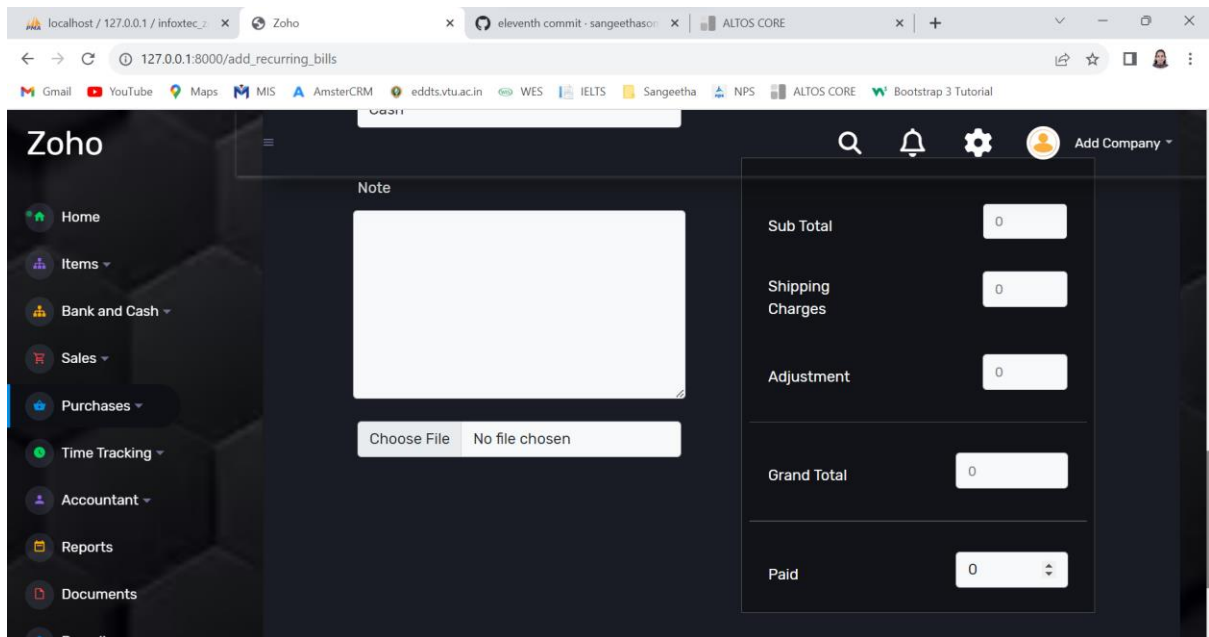 localhost / 127.0.0.1 / infoxtec_z
Zoho
eleventh commit · sangeethason
ALTOS CORE
127.0.0.1:8000/add_recurring_bills
Gmail
YouTube
Maps
MIS
AmsterCRM
eddts.vtu.ac.in
WES
IELTS
Sangeetha
NPS
ALTOS CORE
Bootstrap 3 Tutorial
Zoho
Cash
Add Company
Home
Items
Bank and Cash
Sales
Purchases
Time Tracking
Accountant
Reports
Documents
Note
Choose File No file chosen
Sub Total 0
Shipping
Charges 0
Adjustment 0
Grand Total 0
Paid 0